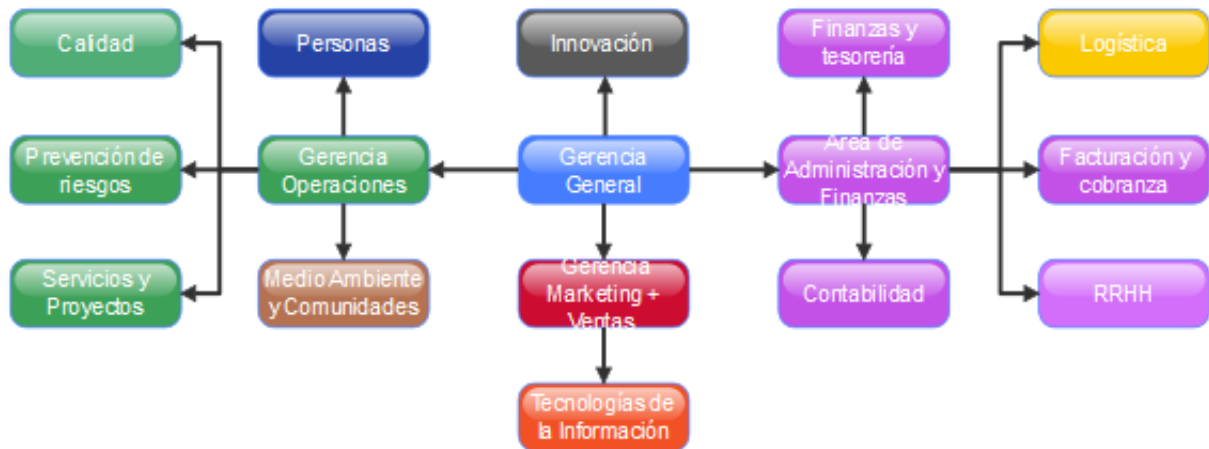 Calidad
Personas
Innovación
Finanzas y
tesorería
Logística
Prevención de
riesgos
Gerencia
Operaciones
Gerencia
General
Area de
Administración y
Finanzas
Facturación y
cobranza
Servicios y
Proyectos
Medio Ambiente
y Comunidades
Gerencia
Marketing +
Ventas
Contabilidad
RRHH
Tecnologías de
la Información